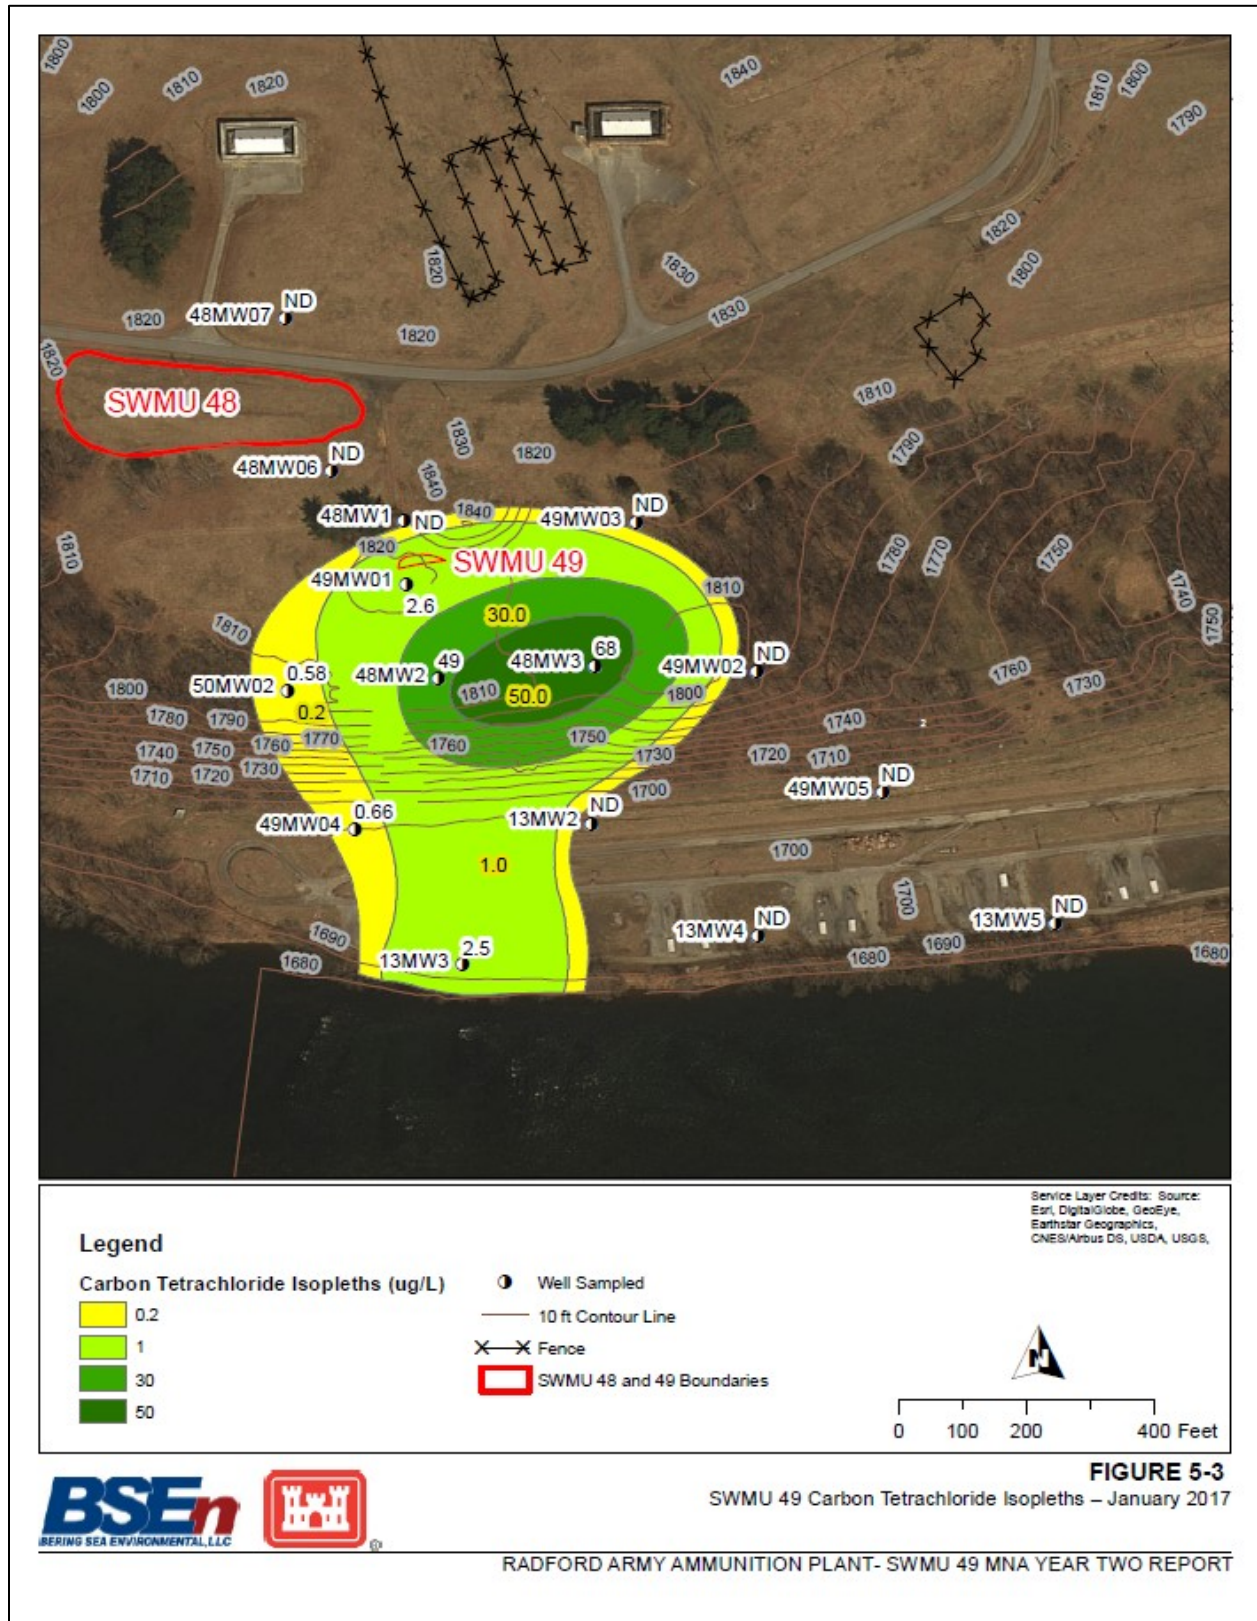 1800
1810
1820
1840
1810
1800
1800
1790
1820
1820
1830
1800
ND
48MW07
1820
1820
1830
1820
SWMU 48
1810
1830
1820
1790
ND
48MW06
1840
48MW1
ND
1840
49MW03
ND
1810
1820
SWMU 49
1780
1770
1750
1740
49MW01
2.6
1810
1750
1810
30.0
0.58
50MW02
49
48MW2
68
48MW3
49MW02
ND
1760
1730
1800
0.2
1810
50.0
1800
1780
1790
1770
1740
1750
1760
1760
1750
1730
1740
2
1720
1710
1710
1720
1730
1700
49MW05
ND
0.66
49MW04
13MW2
ND
1700
1.0
1700
1690
1680
13MW3
2.5
13MW4
ND
13MW5
ND
1680
1690
1680
Service Layer Credits: Source:
Esri, DigitalGlobe, GeoEye,
Earthstar Geographics,
CNES/Airbus DS, USDA, USGS,
Legend
Carbon Tetrachloride Isopleths (ug/L)
0.2
1
30
50
Well Sampled
10 ft Contour Line
Fence
SWMU 48 and 49 Boundaries
N
0 100 200 400 Feet
FIGURE 5-3
SWMU 49 Carbon Tetrachloride Isopleths – January 2017
BSEn
BERING SEA ENVIRONMENTAL, LLC
®
RADFORD ARMY AMMUNITION PLANT- SWMU 49 MNA YEAR TWO REPORT